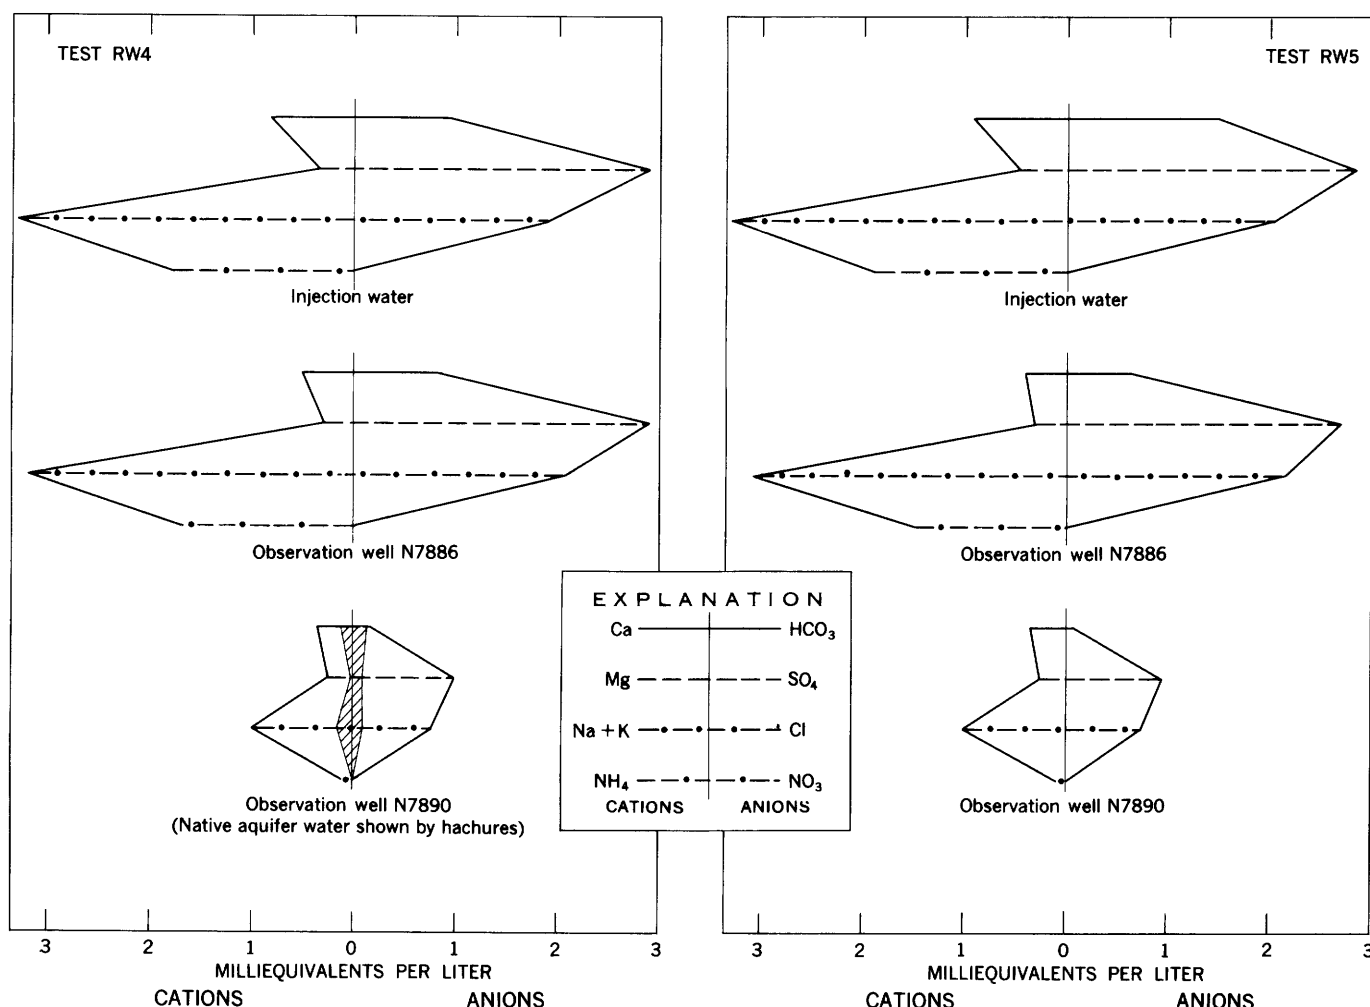 TEST RW4
Injection water
Observation well N7886
Observation well N7890
(Native aquifer water shown by hachures)
3 2 1 0 1 2 3
MILLIEQUIVALENTS PER LITER
CATIONS ANIONS
TEST RW5
Injection water
Observation well N7886
Observation well N7890
3 2 1 0 1 2 3
MILLIEQUIVALENTS PER LITER
CATIONS ANIONS
EXPLANATION
Ca HCO₃
Mg SO₄
Na + K Cl
NH₄ NO₃
CATIONS ANIONS